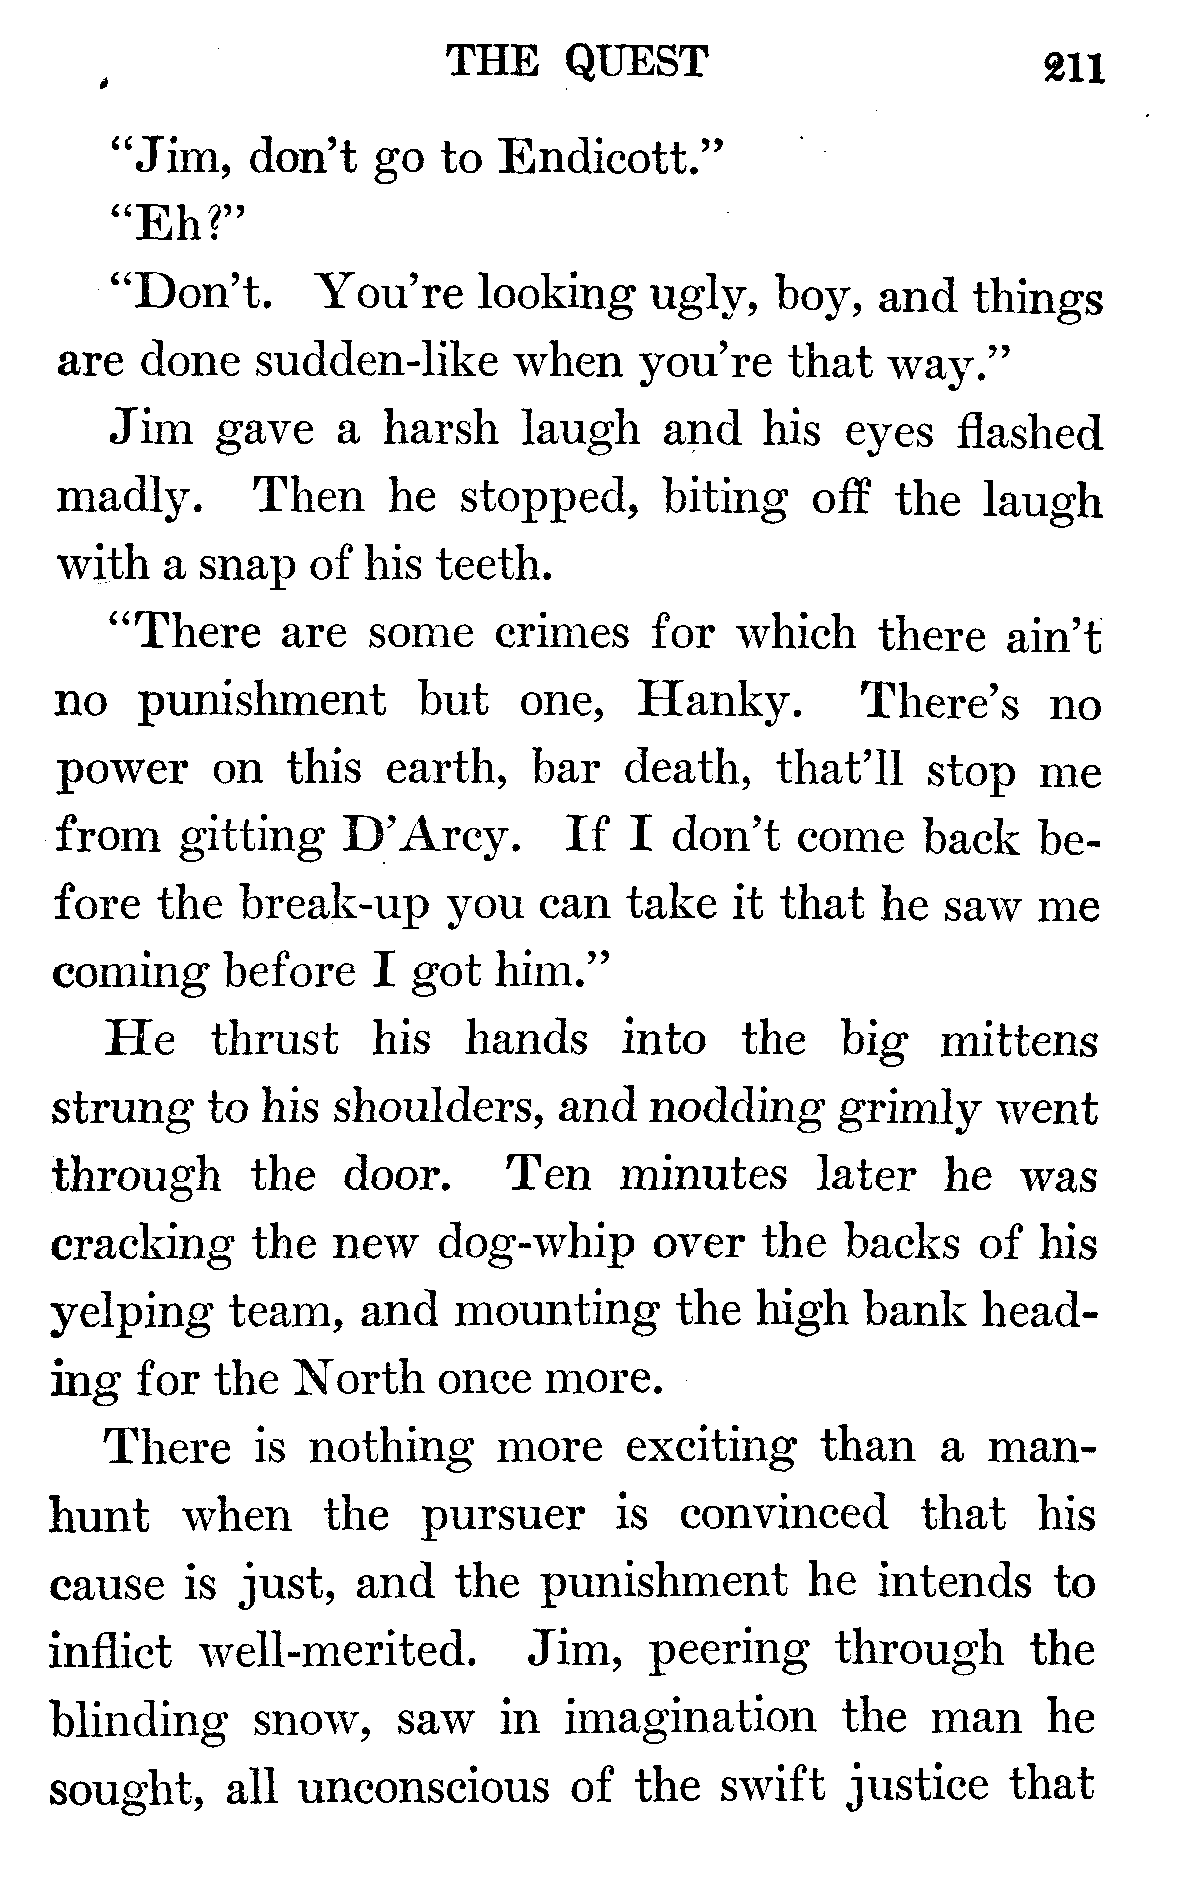 THE QUEST 211
“Jim, don’t go to Endicott.”
“Eh?”
“Don’t. You’re looking ugly, boy, and things
are done sudden-like when you’re that way.”
Jim gave a harsh laugh and his eyes flashed
madly. Then he stopped, biting off the laugh
with a snap of his teeth.
“There are some crimes for which there ain’t
no punishment but one, Hanky. There’s no
power on this earth, bar death, that’ll stop me
from gitting D’Arcy. If I don’t come back be-
fore the break-up you can take it that he saw me
coming before I got him.”
He thrust his hands into the big mittens
strung to his shoulders, and nodding grimly went
through the door. Ten minutes later he was
cracking the new dog-whip over the backs of his
yelping team, and mounting the high bank head-
ing for the North once more.
There is nothing more exciting than a man-
hunt when the pursuer is convinced that his
cause is just, and the punishment he intends to
inflict well-merited. Jim, peering through the
blinding snow, saw in imagination the man he
sought, all unconscious of the swift justice that